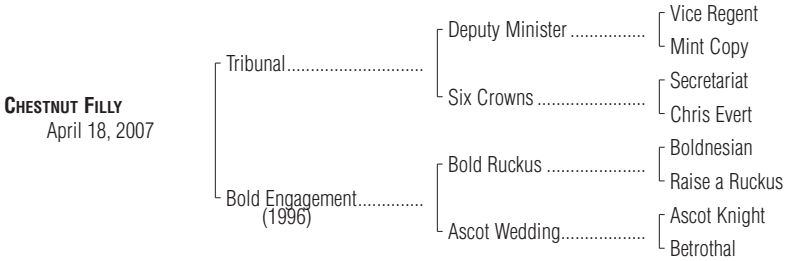 Vice Regent
Deputy Minister ................
Mint Copy
Tribunal.............................
Secretariat
Six Crowns .......................
Chris Evert
CHESTNUT FILLY
April 18, 2007
Boldnesian
Bold Ruckus .....................
Raise a Ruckus
Bold Engagement..............
(1996)
Ascot Knight
Ascot Wedding..................
Betrothal